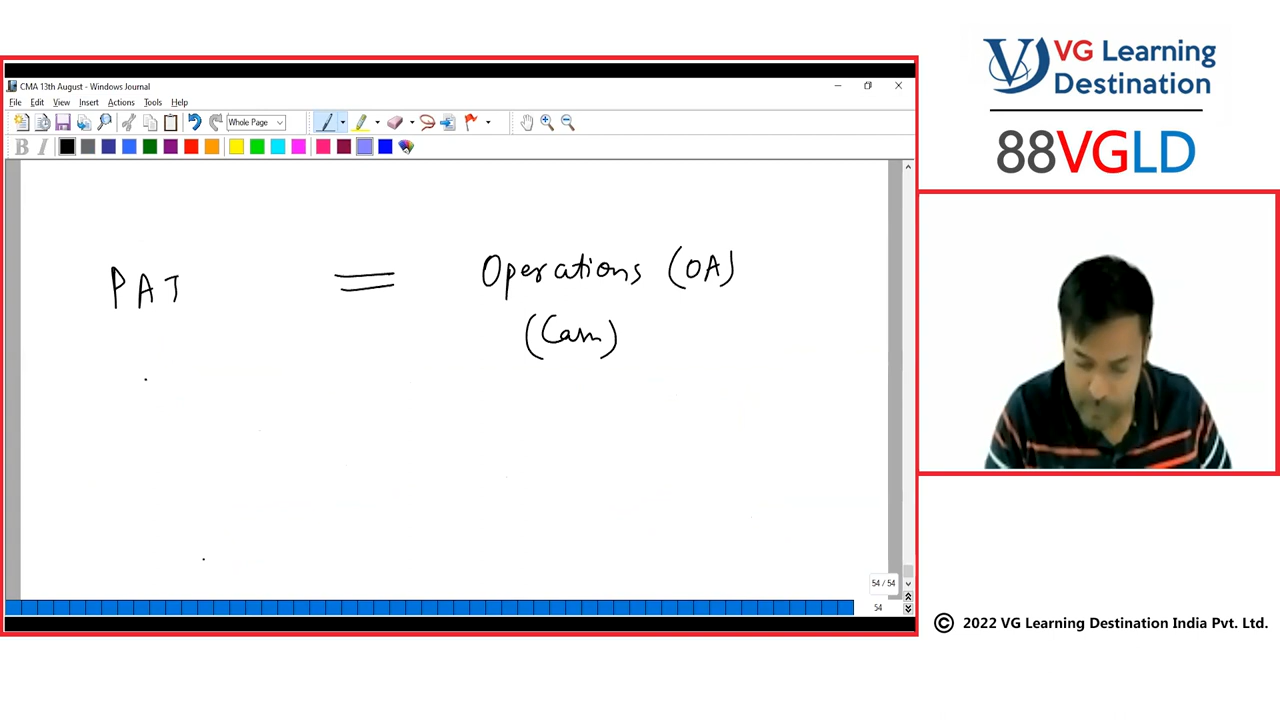 VG Learning
Destination
88VGLD
CMA 13th August - Windows Journal
File Edit View Insert Actions Tools Help
Whole Page
B I
PAT = Operations (OA)
(Cash)
54 / 54
54
© 2022 VG Learning Destination India Pvt. Ltd.